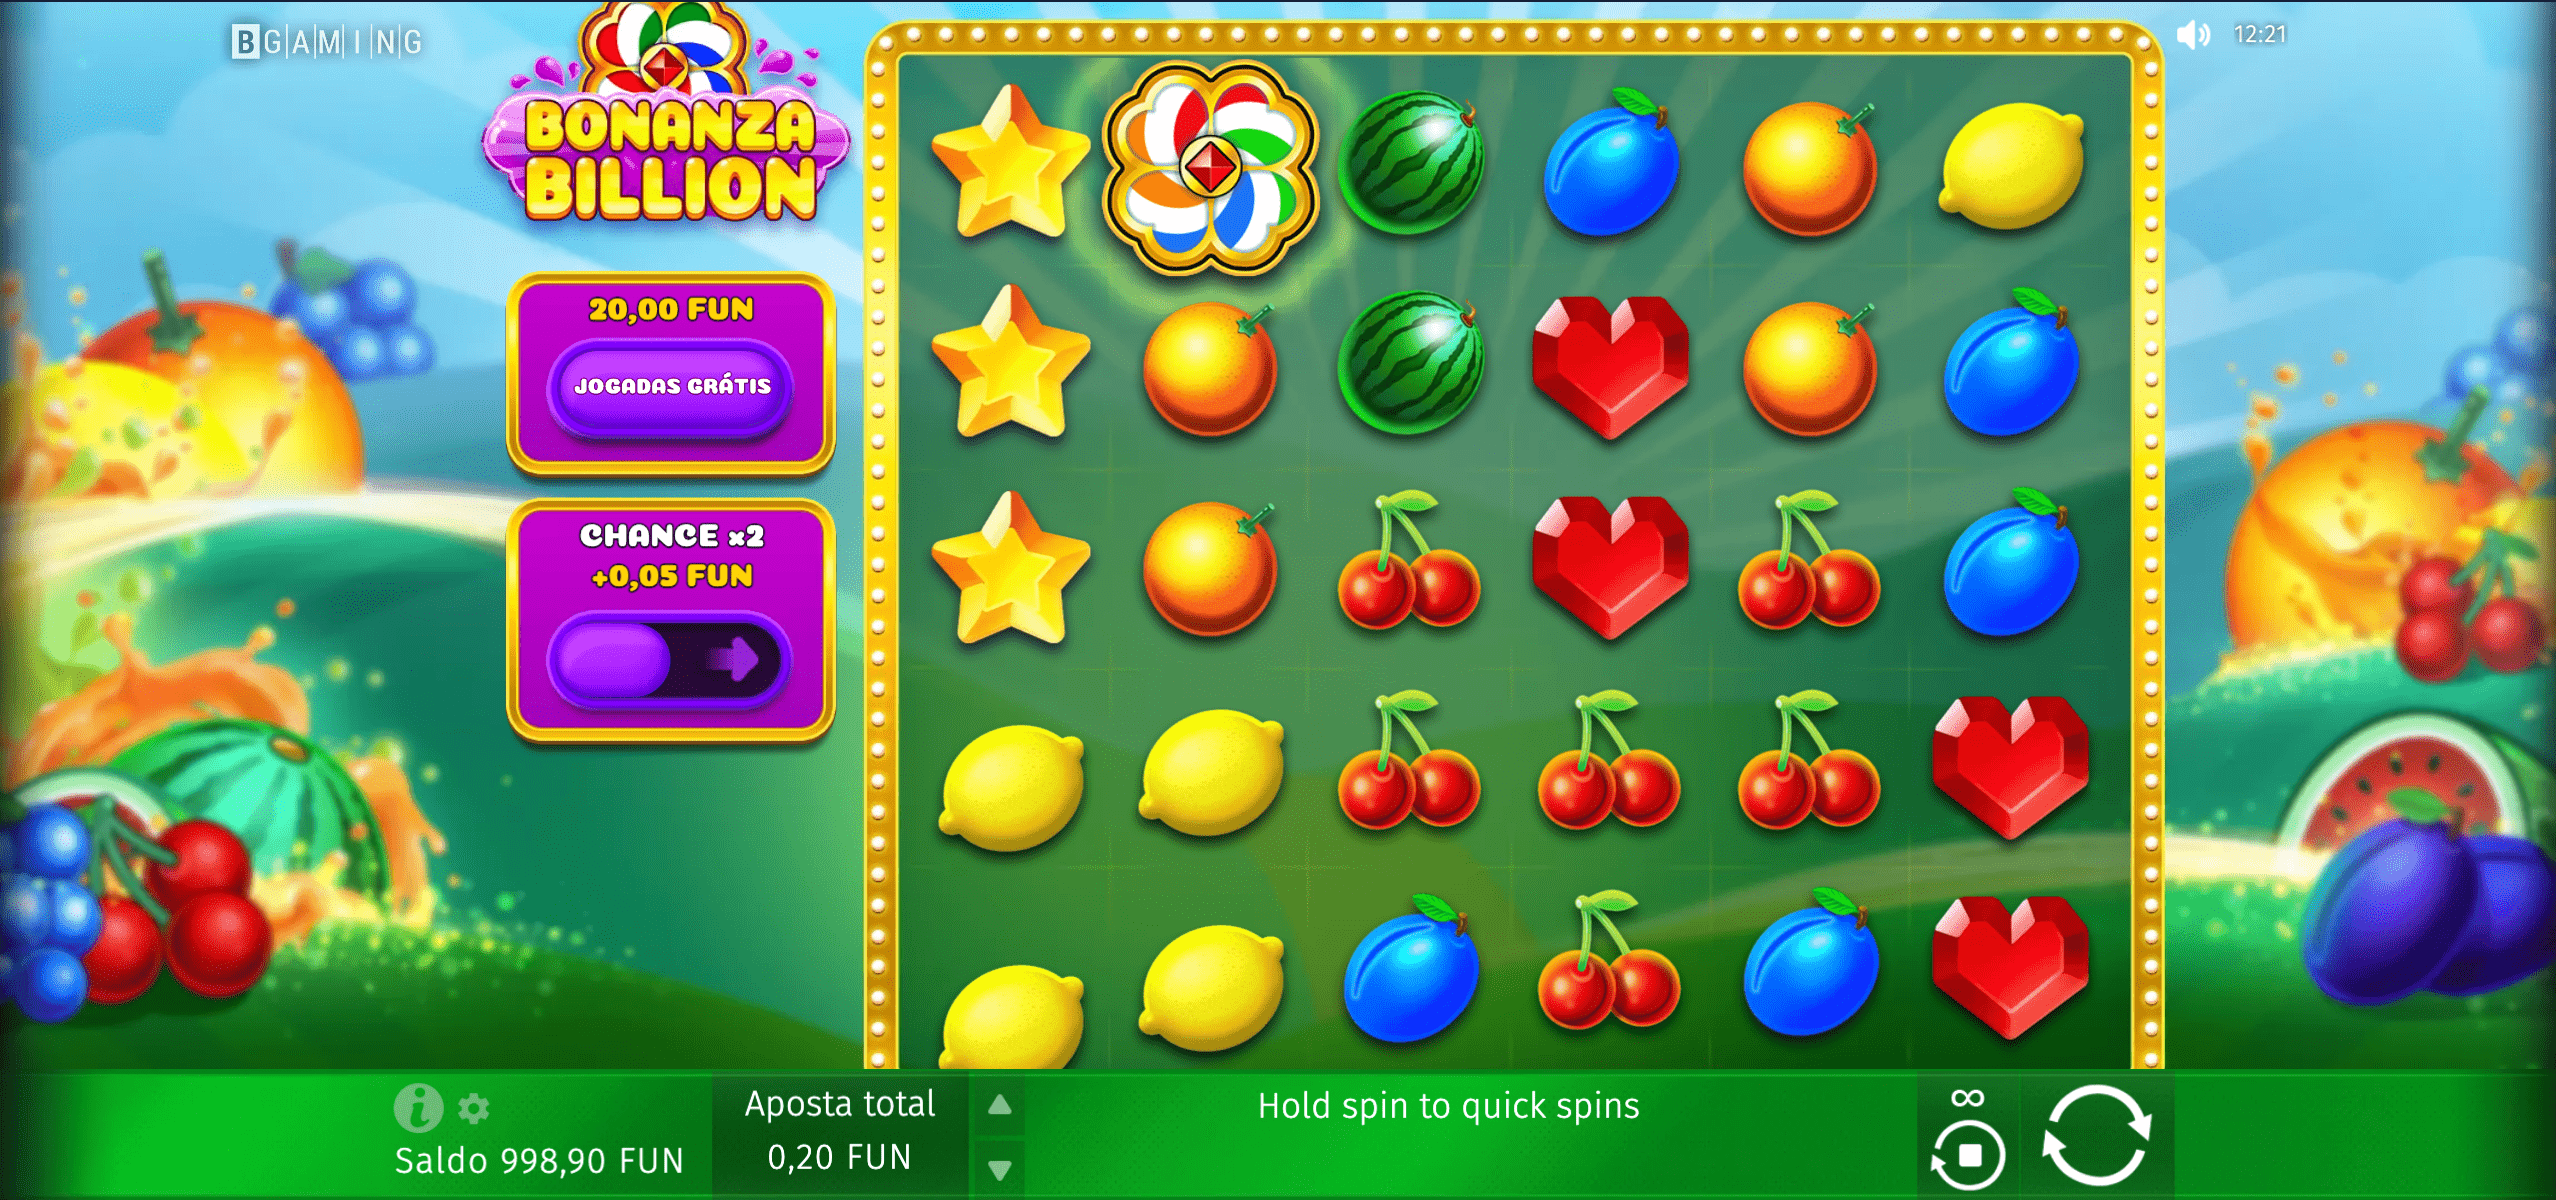 BGAMING
12:21
BONANZA
BILLION
20,00 FUN
JOGADAS GRÁTIS
CHANCE x2
+0,05 FUN
Aposta total
0,20 FUN
Saldo 998,90 FUN
Hold spin to quick spins
∞